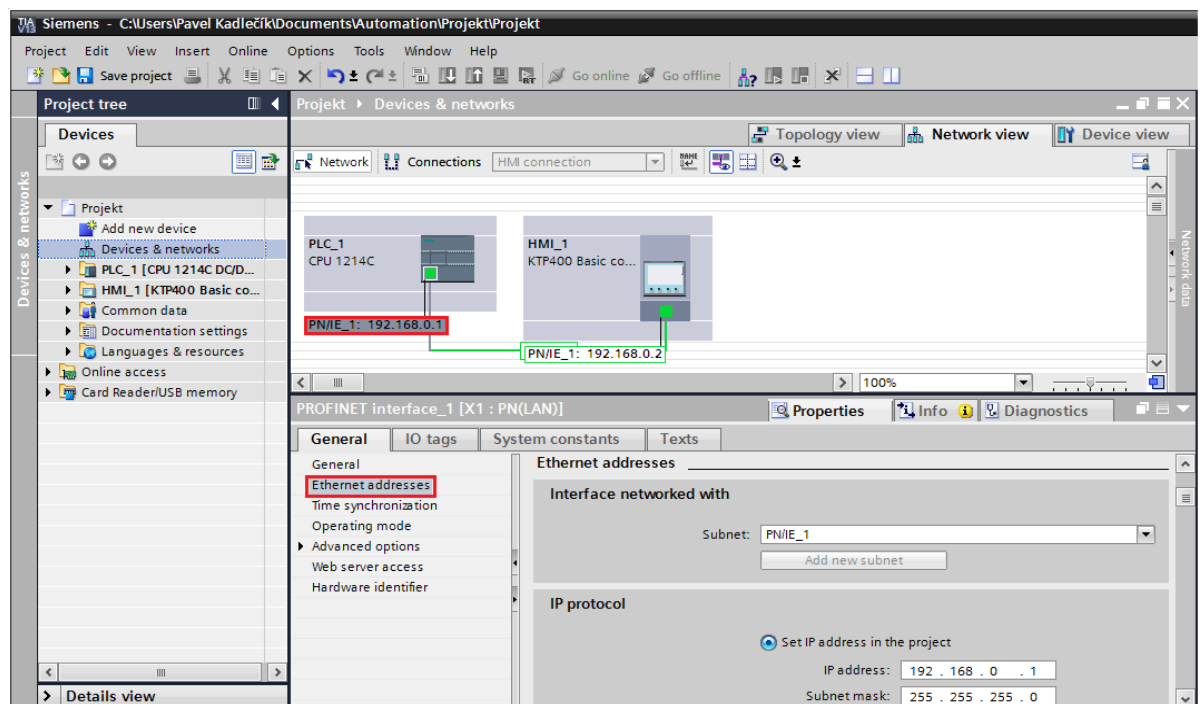 TIA V13 Siemens - C:\Users\Pavel Kadlečík\Documents\Automation\Projekt\Projekt
Project Edit View Insert Online Options Tools Window Help
Save project Go online Go offline
Project tree
Projekt Devices & networks
Devices
Topology view Network view Device view
Network Connections HMI connection
Devices & networks
Projekt
Add new device
Devices & networks
PLC_1 [CPU 1214C DC/D...
HMI_1 [KTP400 Basic co...
Common data
Documentation settings
Languages & resources
Online access
Card Reader/USB memory
Details view
PLC_1
CPU 1214C
HMI_1
KTP400 Basic co...
PN/IE_1: 192.168.0.1
PN/IE_1: 192.168.0.2
Network data
100%
PROFINET interface_1 [X1 : PN(LAN)]
Properties Info Diagnostics
General IO tags System constants Texts
General
Ethernet addresses
Time synchronization
Operating mode
Advanced options
Web server access
Hardware identifier
Ethernet addresses
Interface networked with
Subnet: PN/IE_1
Add new subnet
IP protocol
Set IP address in the project
IP address: 192 . 168 . 0 . 1
Subnet mask: 255 . 255 . 255 . 0